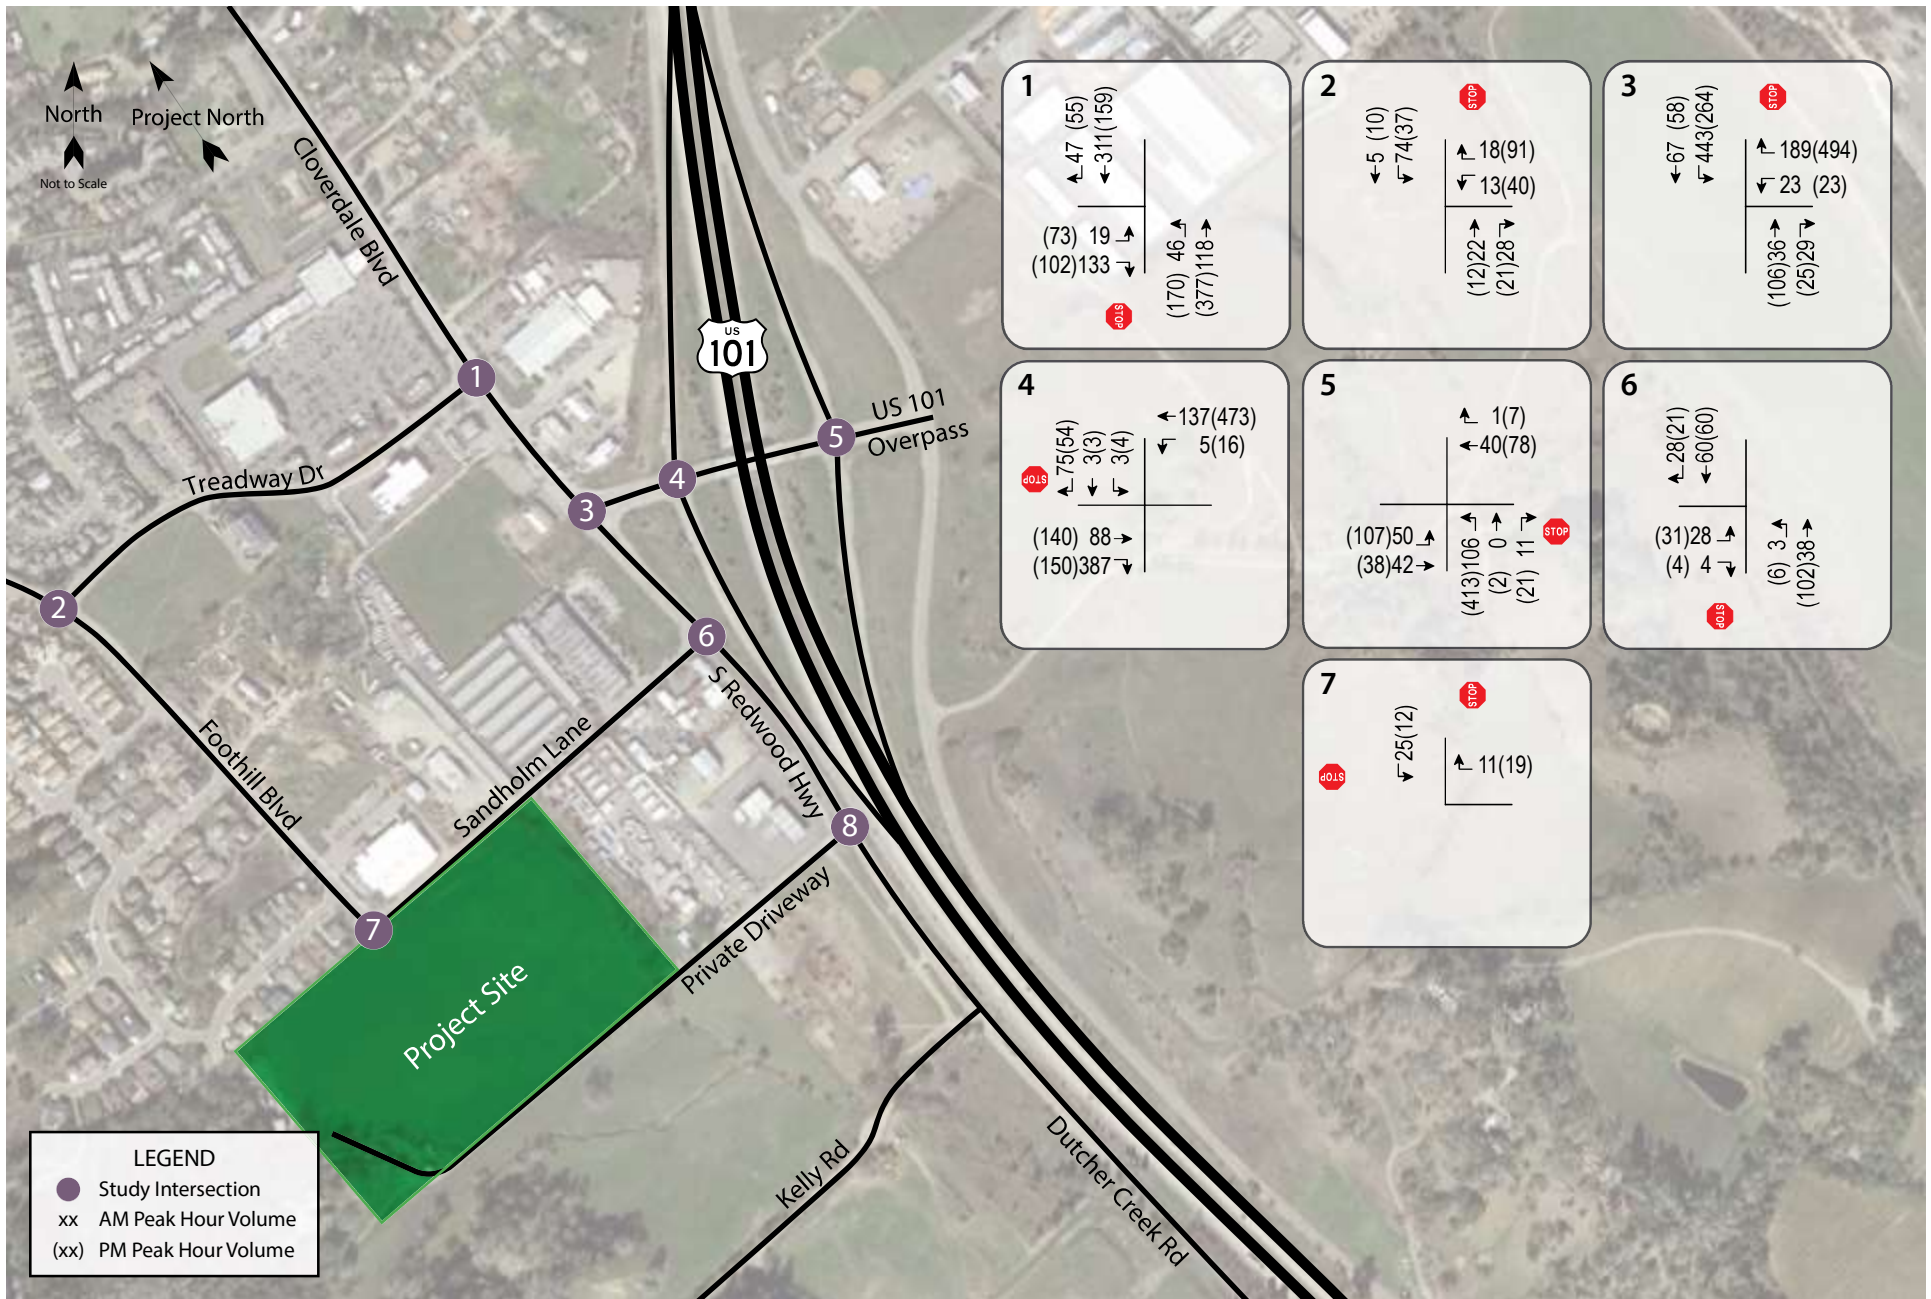 North
Project North
Not to Scale
Cloverdale Blvd
US
101
US 101
Overpass
Treadway Dr
1
2
3
4
5
6
7
8
Foothill Blvd
Sandholm Lane
S Redwood Hwy
Private Driveway
Project Site
Kelly Rd
Dutcher Creek Rd
LEGEND
Study Intersection
xx AM Peak Hour Volume
(xx) PM Peak Hour Volume
1
47 (55)
311(159)
(73) 19
(102)133
(170) 46
(377)118
STOP
2
STOP
5 (10)
74(37)
18(91)
13(40)
(12)22
(21)28
3
STOP
67 (58)
443(264)
189(494)
23 (23)
(106)36
(25)29
4
STOP
75(54)
3(3)
3(4)
137(473)
5(16)
(140) 88
(150)387
5
1(7)
40(78)
(107)50
(38)42
(413)106
(2) 0
(21) 11
STOP
6
28(21)
60(60)
(31)28
(4) 4
(6) 3
(102)38
STOP
7
STOP
STOP
25(12)
11(19)